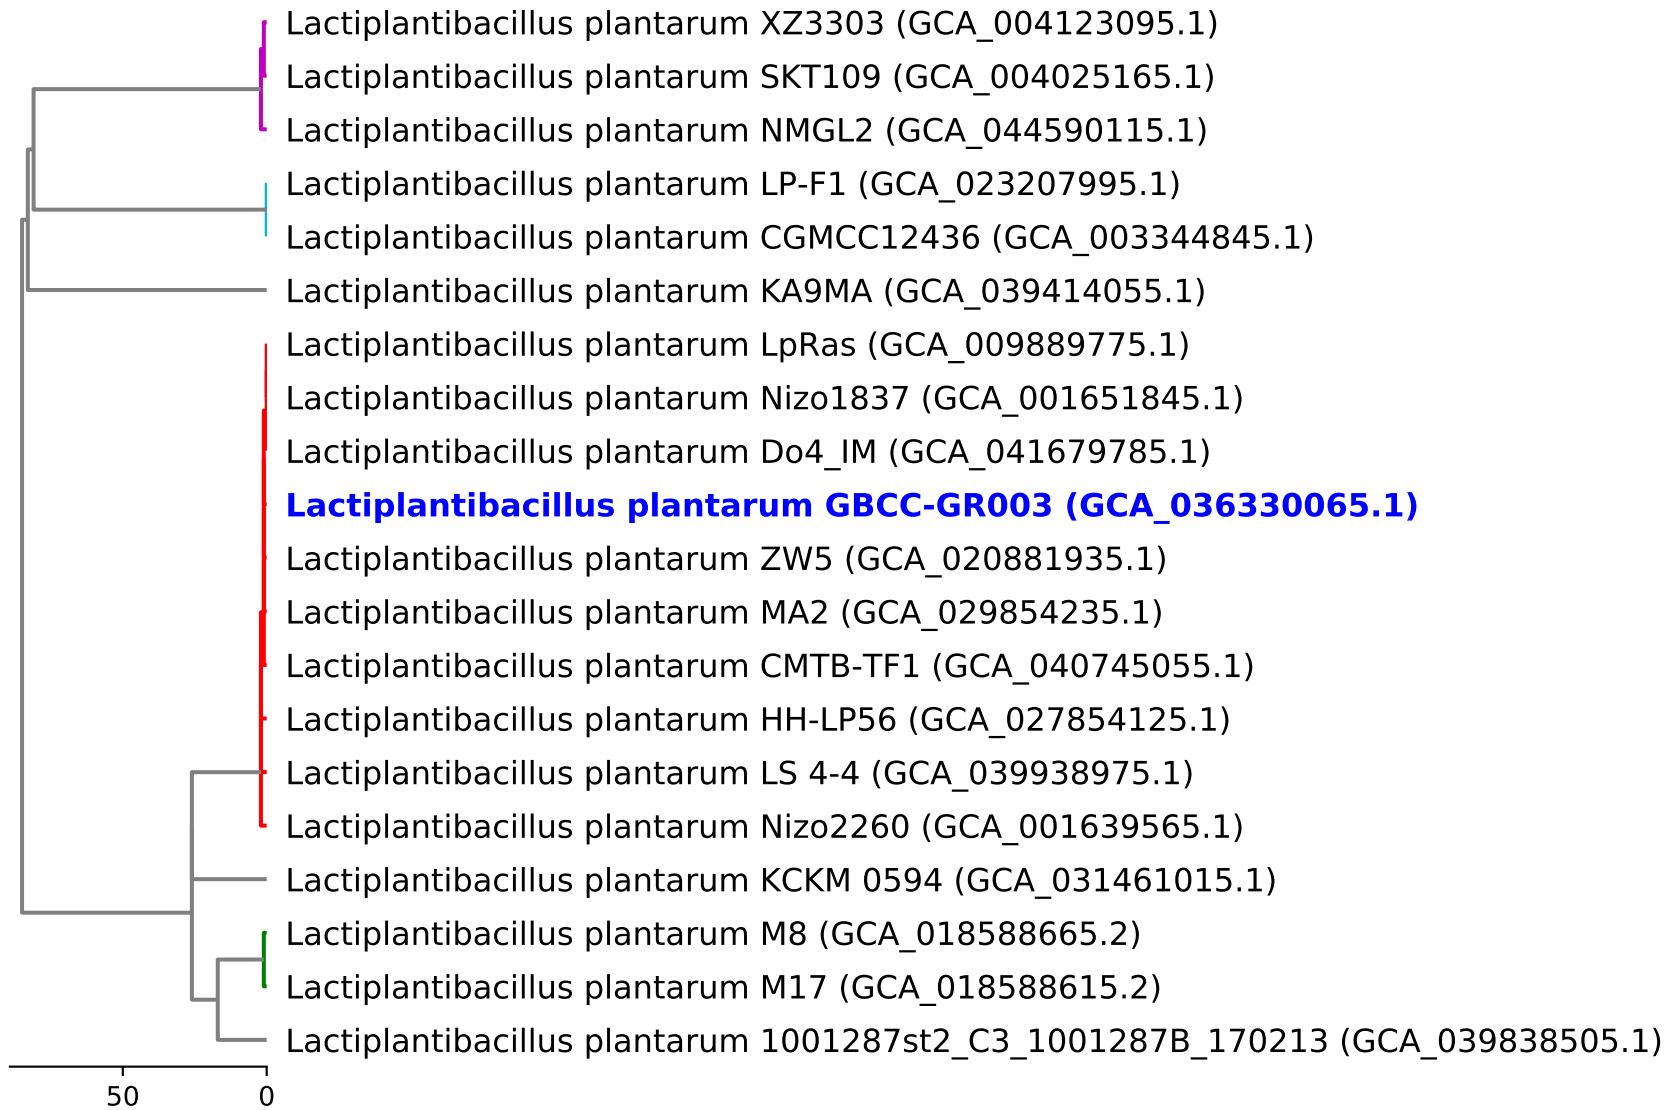 Lactiplantibacillus plantarum XZ3303 (GCA_004123095.1)
Lactiplantibacillus plantarum SKT109 (GCA_004025165.1)
Lactiplantibacillus plantarum NMGL2 (GCA_044590115.1)
Lactiplantibacillus plantarum LP-F1 (GCA_023207995.1)
Lactiplantibacillus plantarum CGMCC12436 (GCA_003344845.1)
Lactiplantibacillus plantarum KA9MA (GCA_039414055.1)
Lactiplantibacillus plantarum LpRas (GCA_009889775.1)
Lactiplantibacillus plantarum Nizo1837 (GCA_001651845.1)
Lactiplantibacillus plantarum Do4_IM (GCA_041679785.1)
Lactiplantibacillus plantarum GBCC-GR003 (GCA_036330065.1)
Lactiplantibacillus plantarum ZW5 (GCA_020881935.1)
Lactiplantibacillus plantarum MA2 (GCA_029854235.1)
Lactiplantibacillus plantarum CMTB-TF1 (GCA_040745055.1)
Lactiplantibacillus plantarum HH-LP56 (GCA_027854125.1)
Lactiplantibacillus plantarum LS 4-4 (GCA_039938975.1)
Lactiplantibacillus plantarum Nizo2260 (GCA_001639565.1)
Lactiplantibacillus plantarum KCKM 0594 (GCA_031461015.1)
Lactiplantibacillus plantarum M8 (GCA_018588665.2)
Lactiplantibacillus plantarum M17 (GCA_018588615.2)
Lactiplantibacillus plantarum 1001287st2_C3_1001287B_170213 (GCA_039838505.1)
50 0